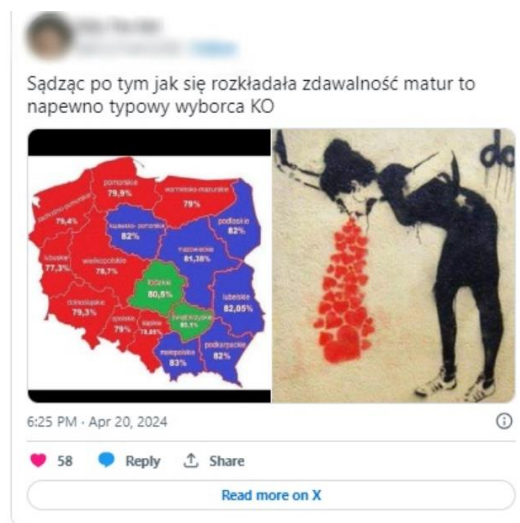 Sądząc po tym jak się rozkładała zdawalność matur to
napewno typowy wyborca KO
pomorskie
79,9%
warmińsko-mazurskie
79%
zachodnio-pomorskie
79,4%
kujawsko-pomorskie
82%
podlaskie
82%
mazowieckie
81,38%
lubuskie
77,3%
wielkopolskie
78,7%
łódzkie
80,5%
lubelskie
82,05%
dolnośląskie
79,3%
opolskie
79%
śląskie
świętokrzyskie
małopolskie
83%
podkarpackie
82%
do
6:25 PM · Apr 20, 2024
58
Reply
Share
Read more on X